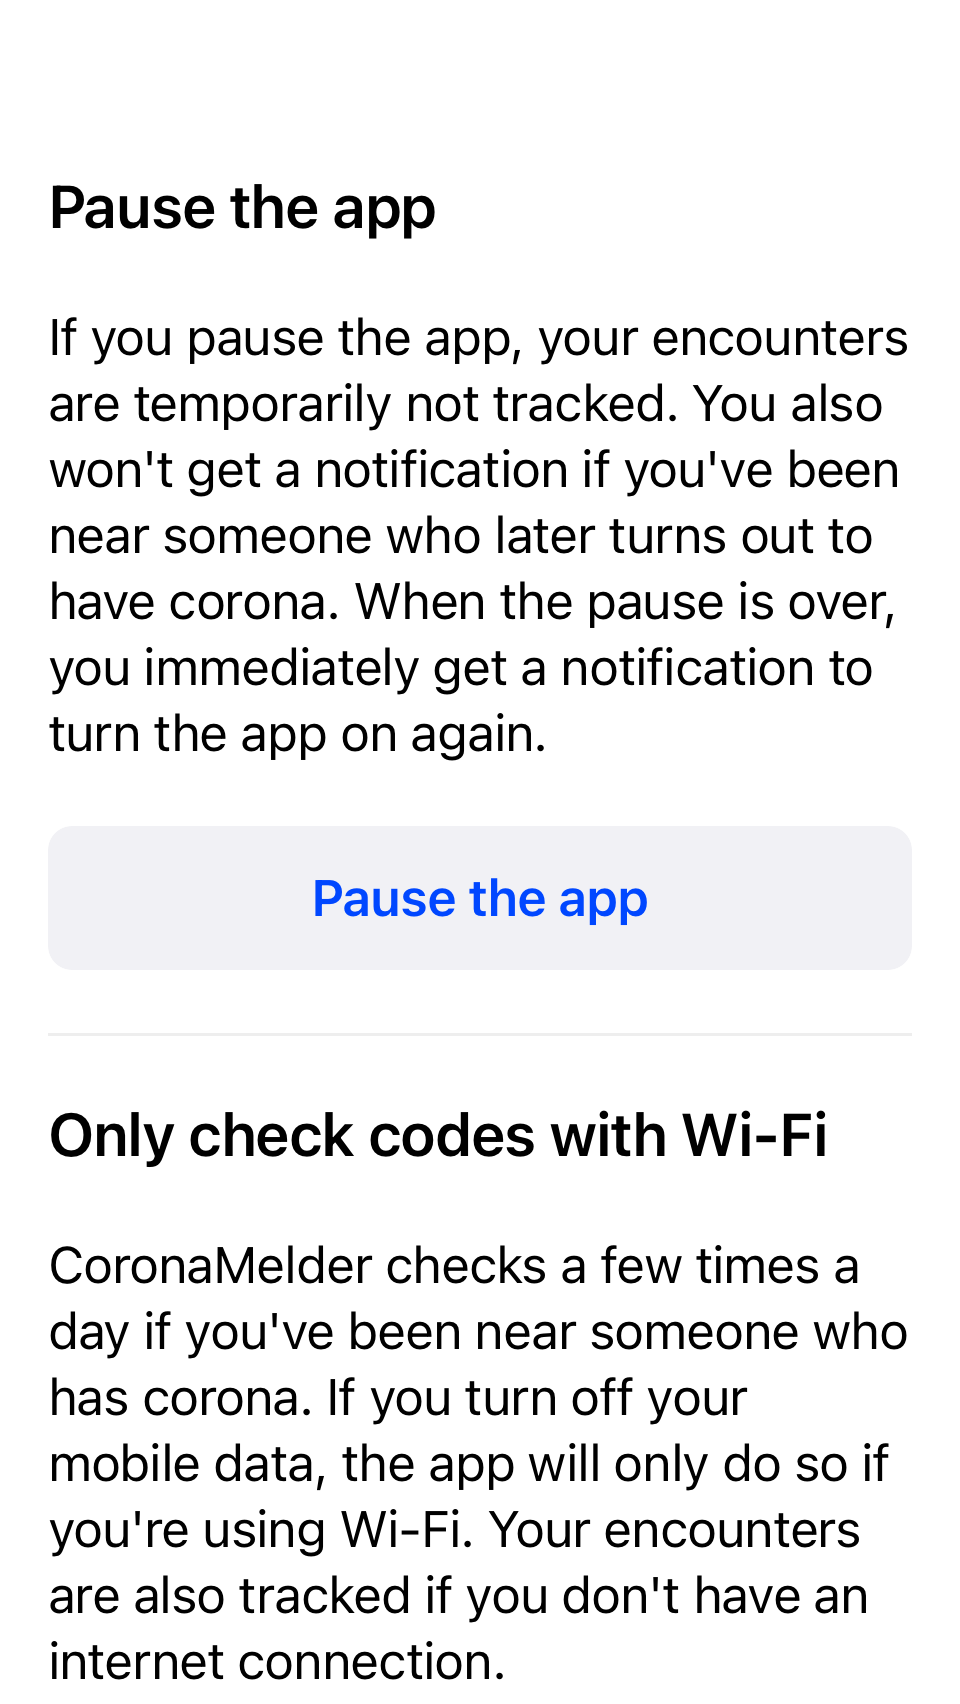 Pause the app
If you pause the app, your encounters
are temporarily not tracked. You also
won't get a notification if you've been
near someone who later turns out to
have corona. When the pause is over,
you immediately get a notification to
turn the app on again.
Pause the app
Only check codes with Wi-Fi
CoronaMelder checks a few times a
day if you've been near someone who
has corona. If you turn off your
mobile data, the app will only do so if
you're using Wi-Fi. Your encounters
are also tracked if you don't have an
internet connection.